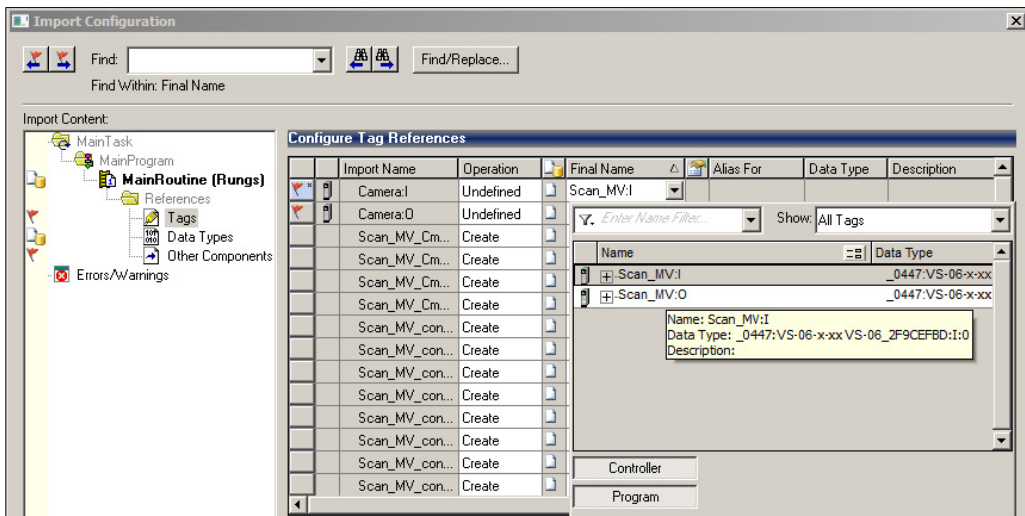 Import Configuration
Find:
Find/Replace...
Find Within: Final Name
Import Content:
MainTask
MainProgram
MainRoutine (Rungs)
References
Tags
Data Types
Other Components
Errors/Warnings
Configure Tag References
Import Name Operation Final Name Alias For Data Type Description
Camera:I Undefined Scan_MV:I
Camera:O Undefined
Scan_MV_Cm... Create
Scan_MV_Cm... Create
Scan_MV_Cm... Create
Scan_MV_con... Create
Scan_MV_con... Create
Scan_MV_con... Create
Scan_MV_con... Create
Scan_MV_con... Create
Scan_MV_con... Create
Scan_MV_con... Create
Scan_MV_con... Create
Scan_MV_con... Create
Enter Name Filter... Show: All Tags
Name Data Type
Scan_MV:I _0447:VS-06-x-xx
Scan_MV:O _0447:VS-06-x-xx
Name: Scan_MV:I
Data Type: _0447:VS-06-x-xx VS-06_2F9CEFBD:I:0
Description:
Controller
Program